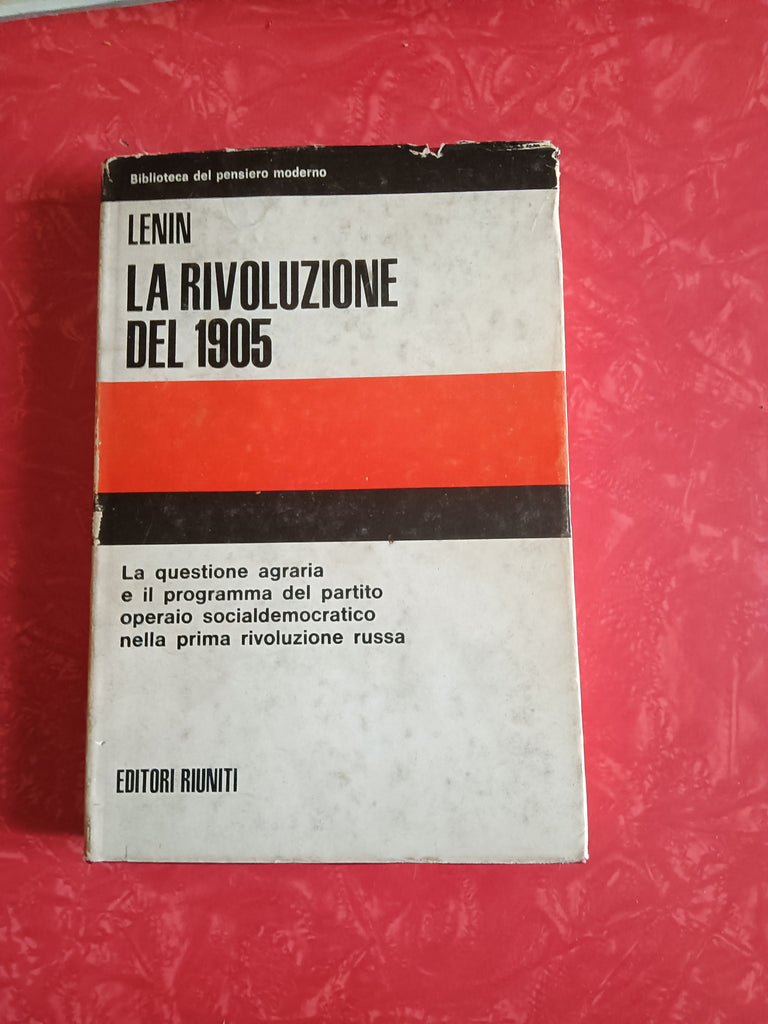 Biblioteca del pensiero moderno
LENIN
LA RIVOLUZIONE
DEL 1905
La questione agraria
e il programma del partito
operaio socialdemocratico
nella prima rivoluzione russa
EDITORI RIUNITI